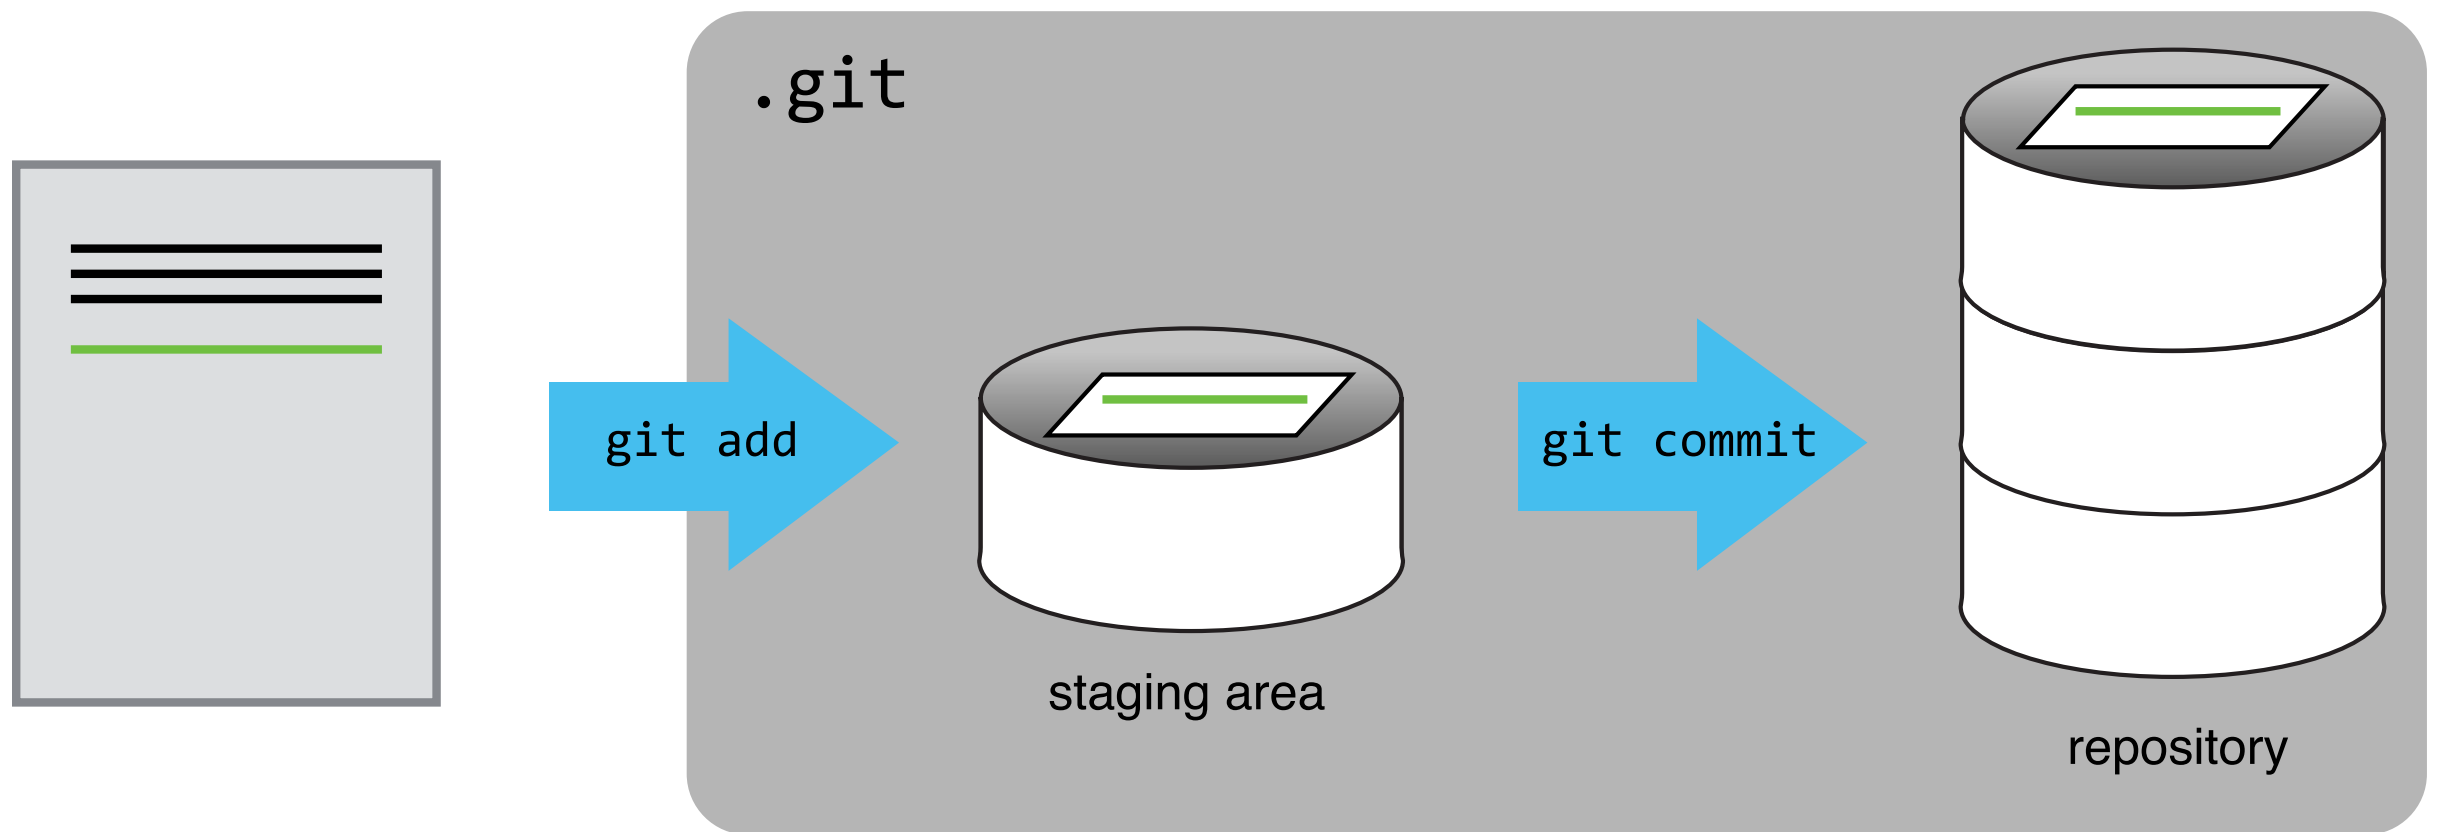 .git
git add
git commit
staging area
repository